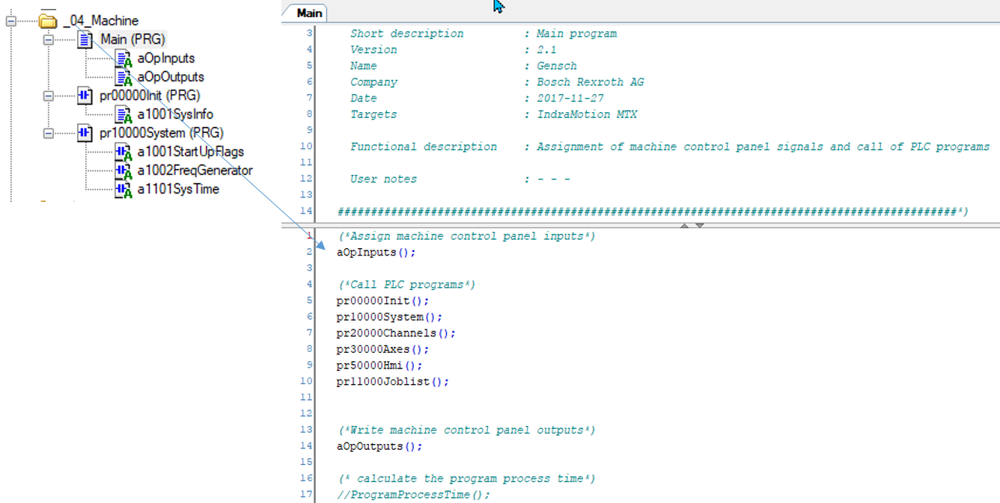 _04_Machine
Main (PRG)
aOpInputs
aOpOutputs
pr00000Init (PRG)
a1001SysInfo
pr10000System (PRG)
a1001StartUpFlags
a1002FreqGenerator
a1101SysTime
Main
3 Short description : Main program
4 Version : 2.1
5 Name : Gensch
6 Company : Bosch Rexroth AG
7 Date : 2017-11-27
8 Targets : IndraMotion MTX
9
10 Functional description : Assignment of machine control panel signals and call of PLC programs
11
12 User notes : - - -
13
14 ##############################################################################################*)
1 (*Assign machine control panel inputs*)
2 aOpInputs();
3
4 (*Call PLC programs*)
5 pr00000Init();
6 pr10000System();
7 pr20000Channels();
8 pr30000Axes();
9 pr50000Hmi();
10 pr11000Joblist();
11
12
13 (*Write machine control panel outputs*)
14 aOpOutputs();
15
16 (* calculate the program process time*)
17 //ProgramProcessTime();